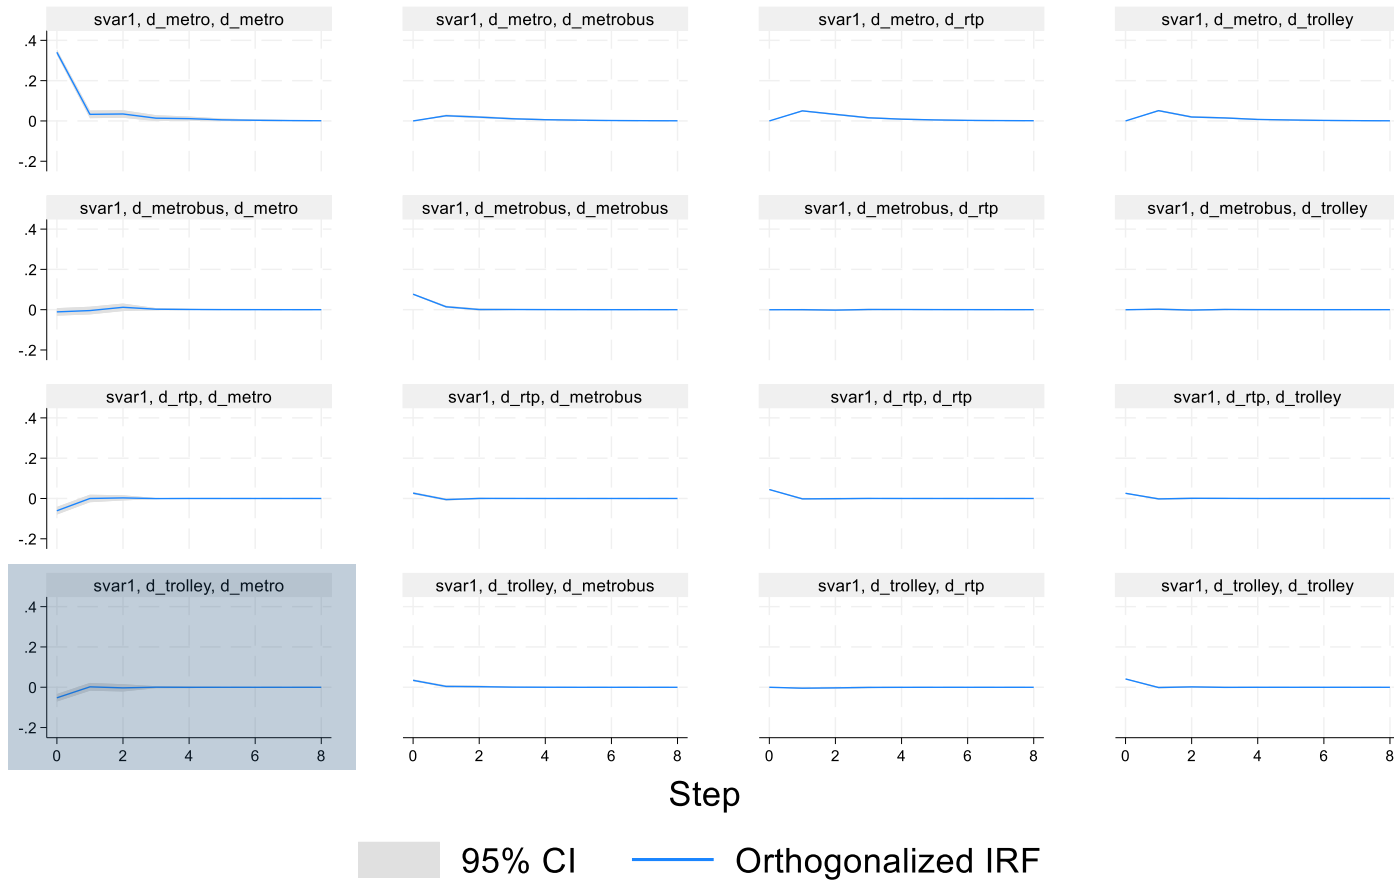 svar1, d_metro, d_metro
svar1, d_metro, d_metrobus
svar1, d_metro, d_rtp
svar1, d_metro, d_trolley
.4
.2
0
-.2
svar1, d_metrobus, d_metro
svar1, d_metrobus, d_metrobus
svar1, d_metrobus, d_rtp
svar1, d_metrobus, d_trolley
.4
.2
0
-.2
svar1, d_rtp, d_metro
svar1, d_rtp, d_metrobus
svar1, d_rtp, d_rtp
svar1, d_rtp, d_trolley
.4
.2
0
-.2
svar1, d_trolley, d_metro
svar1, d_trolley, d_metrobus
svar1, d_trolley, d_rtp
svar1, d_trolley, d_trolley
.4
.2
0
-.2
0 2 4 6 8
0 2 4 6 8
0 2 4 6 8
0 2 4 6 8
Step
95% CI
Orthogonalized IRF